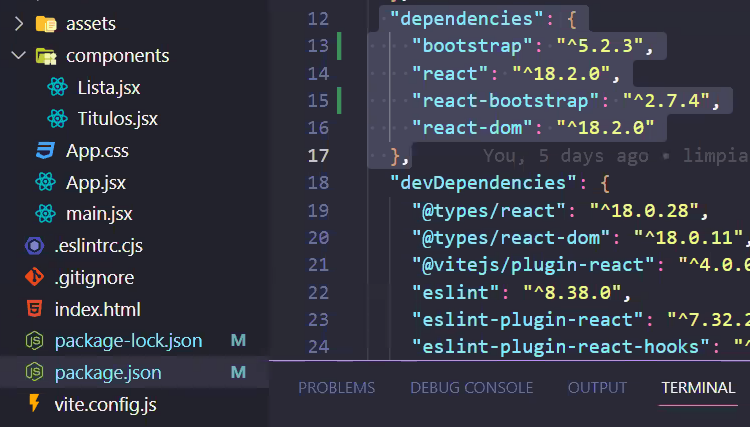 assets
components
Lista.jsx
Titulos.jsx
App.css
App.jsx
main.jsx
.eslintrc.cjs
.gitignore
index.html
package-lock.json M
package.json M
vite.config.js
12 "dependencies": {
13 "bootstrap": "^5.2.3",
14 "react": "^18.2.0",
15 "react-bootstrap": "^2.7.4",
16 "react-dom": "^18.2.0"
17 }, You, 5 days ago • limpia
18 "devDependencies": {
19 "@types/react": "^18.0.28",
20 "@types/react-dom": "^18.0.11",
21 "@vitejs/plugin-react": "^4.0.0
22 "eslint": "^8.38.0",
23 "eslint-plugin-react": "^7.32.2
24 "eslint-plugin-react-hooks": "^
PROBLEMS DEBUG CONSOLE OUTPUT TERMINAL